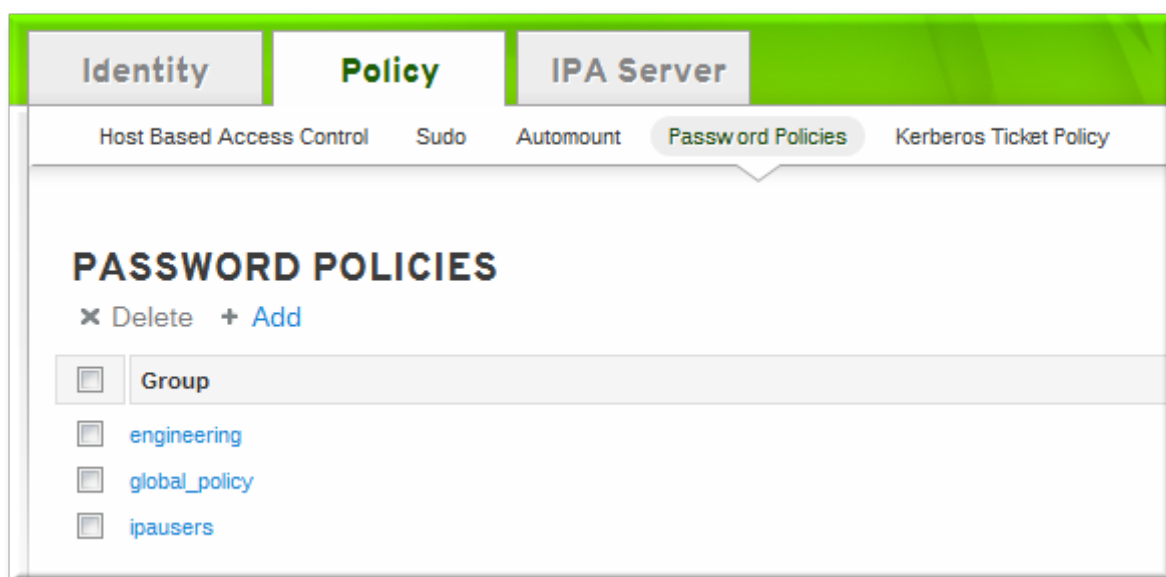 Identity Policy IPA Server
Host Based Access Control Sudo Automount Password Policies Kerberos Ticket Policy
PASSWORD POLICIES
Delete + Add
Group
engineering
global_policy
ipausers